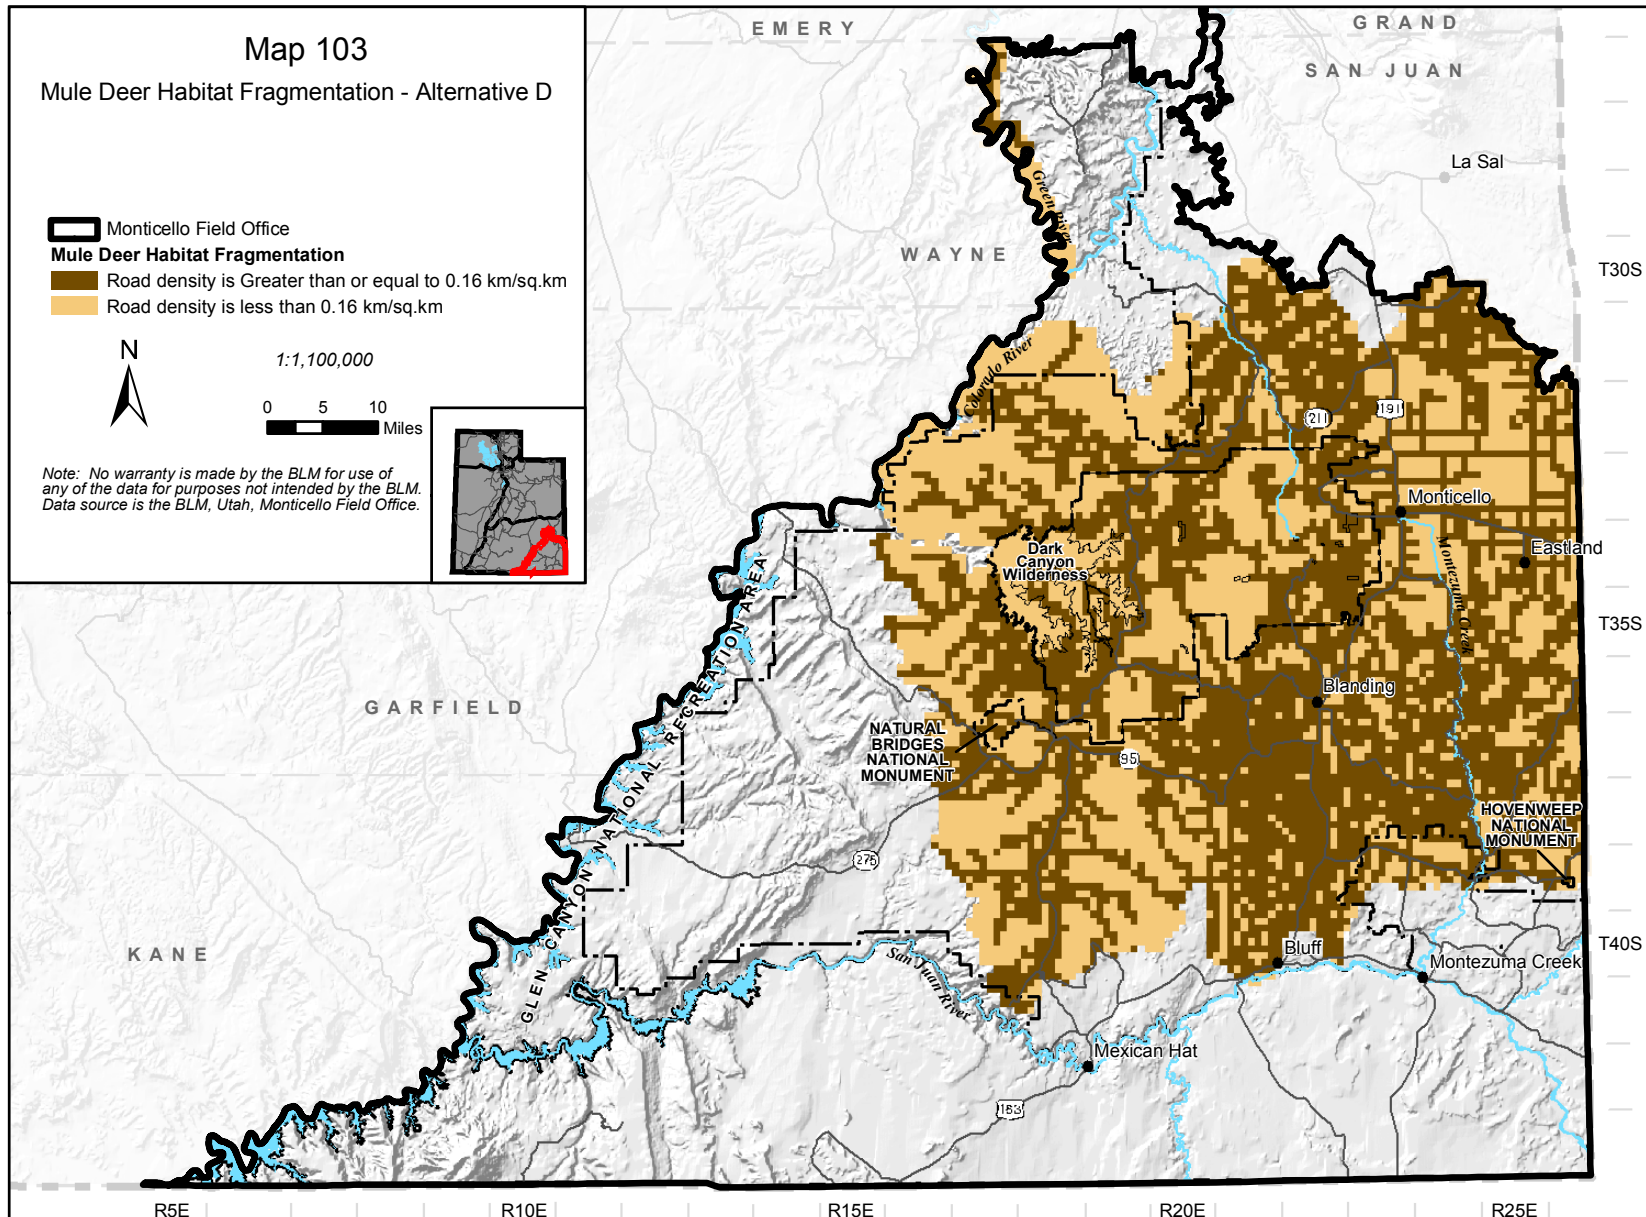 Map 103
Mule Deer Habitat Fragmentation - Alternative D
Monticello Field Office
Mule Deer Habitat Fragmentation
Road density is Greater than or equal to 0.16 km/sq.km
Road density is less than 0.16 km/sq.km
N
1:1,100,000
0 5 10
Miles
Note: No warranty is made by the BLM for use of
any of the data for purposes not intended by the BLM.
Data source is the BLM, Utah, Monticello Field Office.
EMERY
GRAND
SAN JUAN
La Sal
WAYNE
Green River
T30S
Colorado River
211
191
Monticello
Eastland
Dark
Canyon
Wilderness
Montezuma Creek
T35S
GARFIELD
Blanding
NATURAL
BRIDGES
NATIONAL
MONUMENT
95
HOVENWEEP
NATIONAL
MONUMENT
GLEN CANYON NATIONAL RECREATION AREA
276
KANE
San Juan River
Bluff
T40S
Montezuma Creek
Mexican Hat
163
R5E
R10E
R15E
R20E
R25E